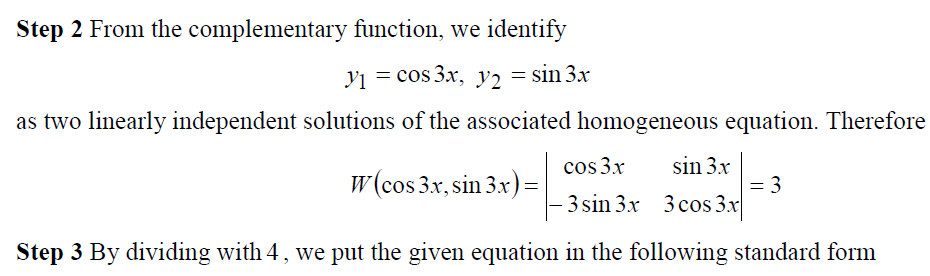 Step 2 From the complementary function, we identify
y₁ = cos 3x, y₂ = sin 3x
as two linearly independent solutions of the associated homogeneous equation. Therefore
W(cos 3x, sin 3x) = | cos 3x sin 3x | = 3
| − 3 sin 3x 3 cos 3x |
Step 3 By dividing with 4 , we put the given equation in the following standard form